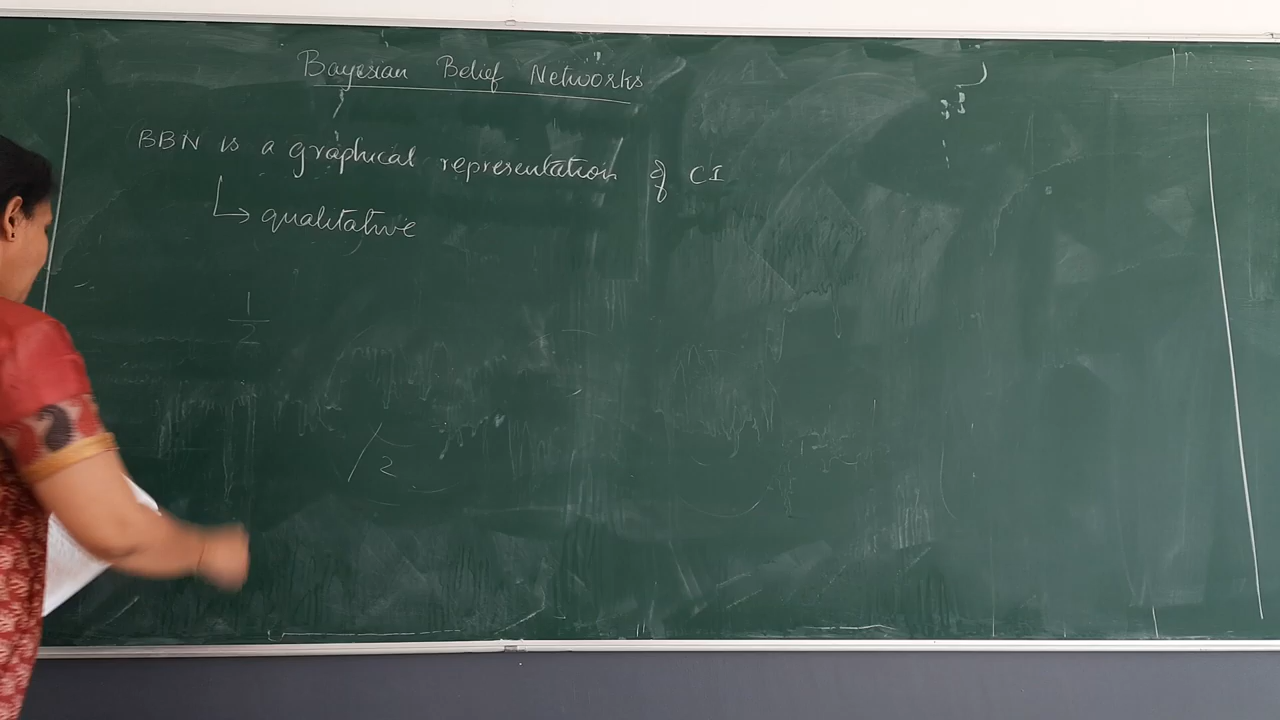 Bayesian Belief Networks
BBN is a graphical representation of CI
↳ qualitative
1
2
/ 2